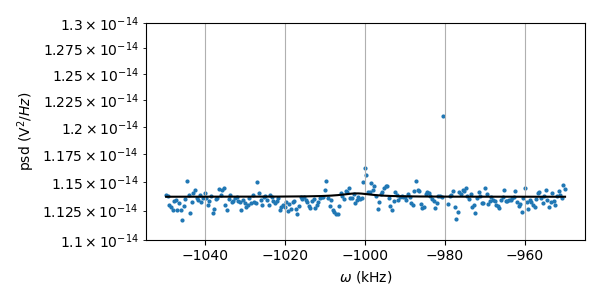 1.3 × 10⁻¹⁴
1.275 × 10⁻¹⁴
1.25 × 10⁻¹⁴
1.225 × 10⁻¹⁴
1.2 × 10⁻¹⁴
1.175 × 10⁻¹⁴
1.15 × 10⁻¹⁴
1.125 × 10⁻¹⁴
1.1 × 10⁻¹⁴
psd (V²/Hz)
−1040 −1020 −1000 −980 −960
ω (kHz)